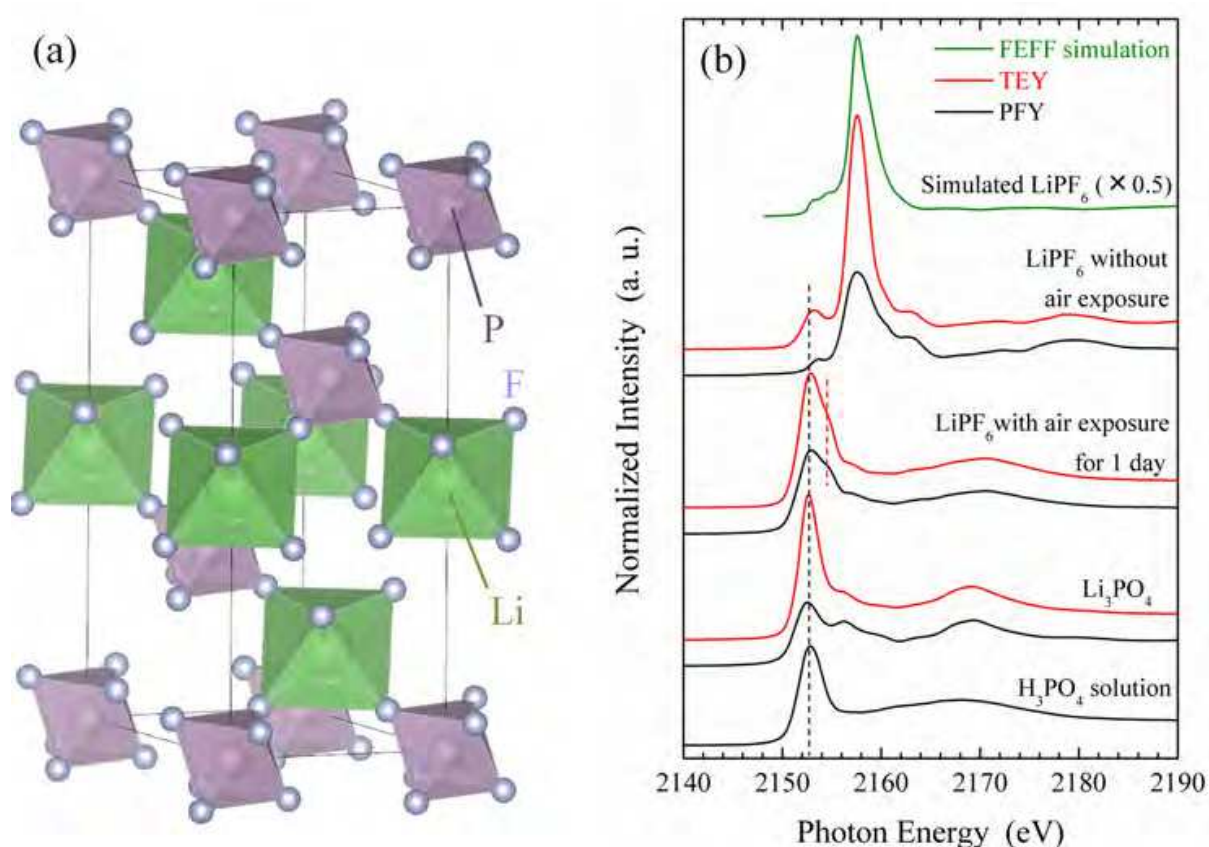 (a)
P
F
Li
(b)
FEFF simulation
TEY
PFY
Simulated LiPF₆ (×0.5)
LiPF₆ without
air exposure
LiPF₆ with air exposure
for 1 day
Li₃PO₄
H₃PO₄ solution
Normalized Intensity (a. u.)
2140 2150 2160 2170 2180 2190
Photon Energy (eV)